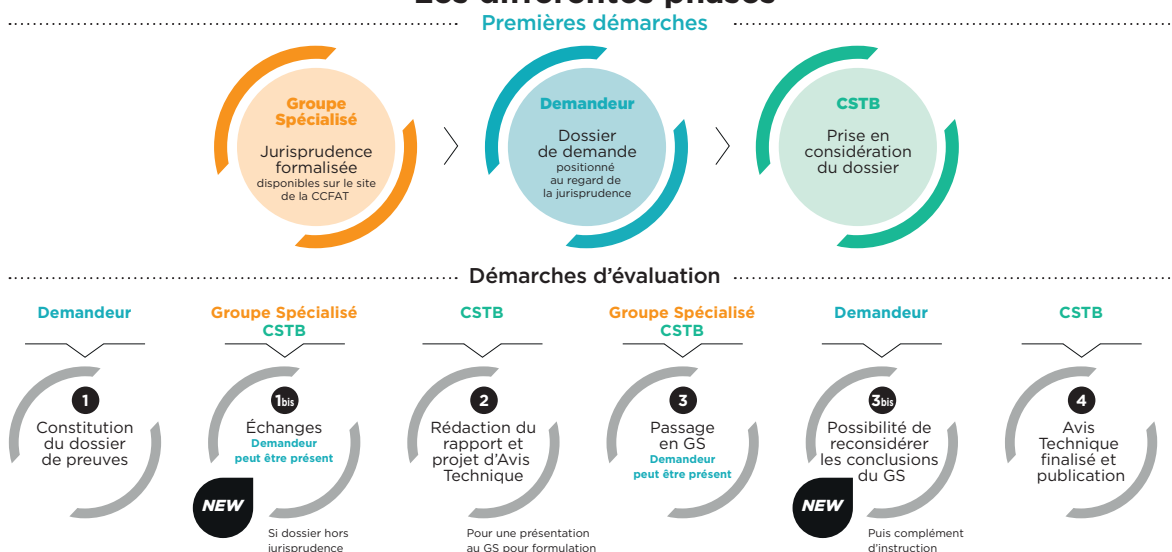 Les différentes phases
Premières démarches
Groupe
Spécialisé
Jurisprudence
formalisée
disponibles sur le site
de la CCFAT
Demandeur
Dossier
de demande
positionné
au regard de
la jurisprudence
CSTB
Prise en
considération
du dossier
Démarches d’évaluation
Demandeur
1
Constitution
du dossier
de preuves
Groupe Spécialisé
CSTB
1bis
Échanges
Demandeur
peut être présent
NEW
Si dossier hors
jurisprudence
CSTB
2
Rédaction du
rapport et
projet d’Avis
Technique
Pour une présentation
au GS pour formulation
Groupe Spécialisé
CSTB
3
Passage
en GS
Demandeur
peut être présent
Demandeur
3bis
Possibilité de
reconsidérer
les conclusions
du GS
NEW
Puis complément
d’instruction
CSTB
4
Avis
Technique
finalisé et
publication